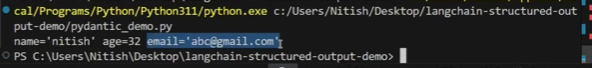 cal/Programs/Python/Python311/python.exe c:/Users/Nitish/Desktop/langchain-structured-out
put-demo/pydantic_demo.py
name='nitish' age=32 email='abc@gmail.com'
PS C:\Users\Nitish\Desktop\langchain-structured-output-demo>